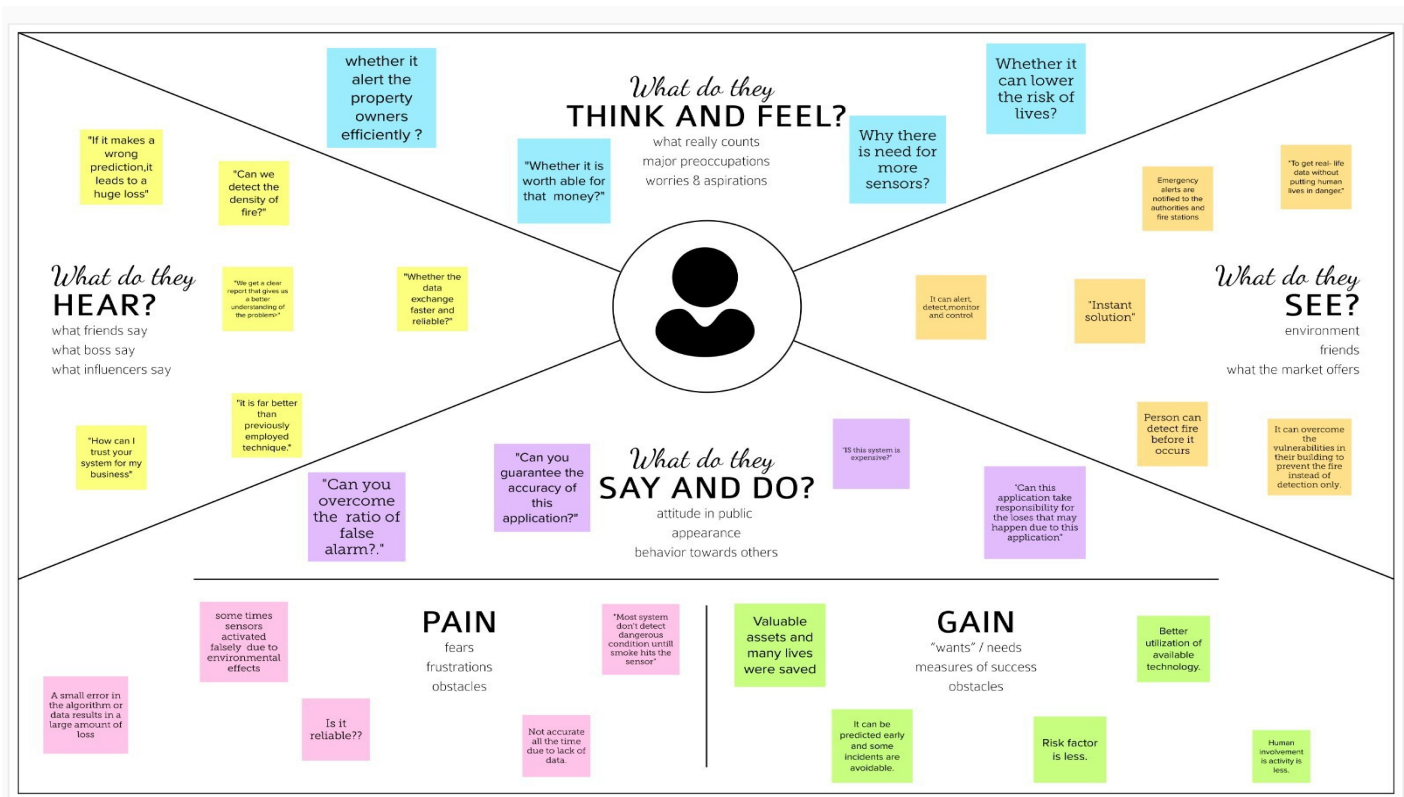 whether it
alert the
property
owners
efficiently ?
What do they
THINK AND FEEL?
what really counts
major preoccupations
worries & aspirations
"Whether it is
worth able for
that money?"
Why there
is need for
more
sensors?
Whether it
can lower
the risk of
lives?
"If it makes a
wrong
prediction,it
leads to a
huge loss"
"Can we
detect the
density of
fire?"
What do they
HEAR?
what friends say
what boss say
what influencers say
"We get a clear
report that gives us
a better
understanding of
the problem>"
"Whether the
data
exchange
faster and
reliable?"
"How can I
trust your
system for my
business"
"it is far better
than
previously
employed
technique."
Emergency
alerts are
notified to the
authorities and
fire stations
"To get real- life
data without
putting human
lives in danger."
What do they
SEE?
environment
friends
what the market offers
It can alert,
detect,monitor
and control
"Instant
solution"
Person can
detect fire
before it
occurs
It can overcome
the
vulnerabilities in
their building to
prevent the fire
instead of
detection only.
What do they
SAY AND DO?
attitude in public
appearance
behavior towards others
"Can you
overcome
the ratio of
false
alarm?."
"Can you
guarantee the
accuracy of
this
application?"
"IS this system is
expensive?"
"Can this
application take
responsibility for
the loses that may
happen due to this
application"
PAIN
fears
frustrations
obstacles
some times
sensors
activated
falsely due to
environmental
effects
"Most system
don't detect
dangerous
condition untill
smoke hits the
sensor"
A small error in
the algorithm or
data results in a
large amount of
loss
Is it
reliable??
Not accurate
all the time
due to lack of
data.
GAIN
"wants" / needs
measures of success
obstacles
Valuable
assets and
many lives
were saved
Better
utilization of
available
technology.
It can be
predicted early
and some
incidents are
avoidable.
Risk factor
is less.
Human
involvement
is activity is
less.